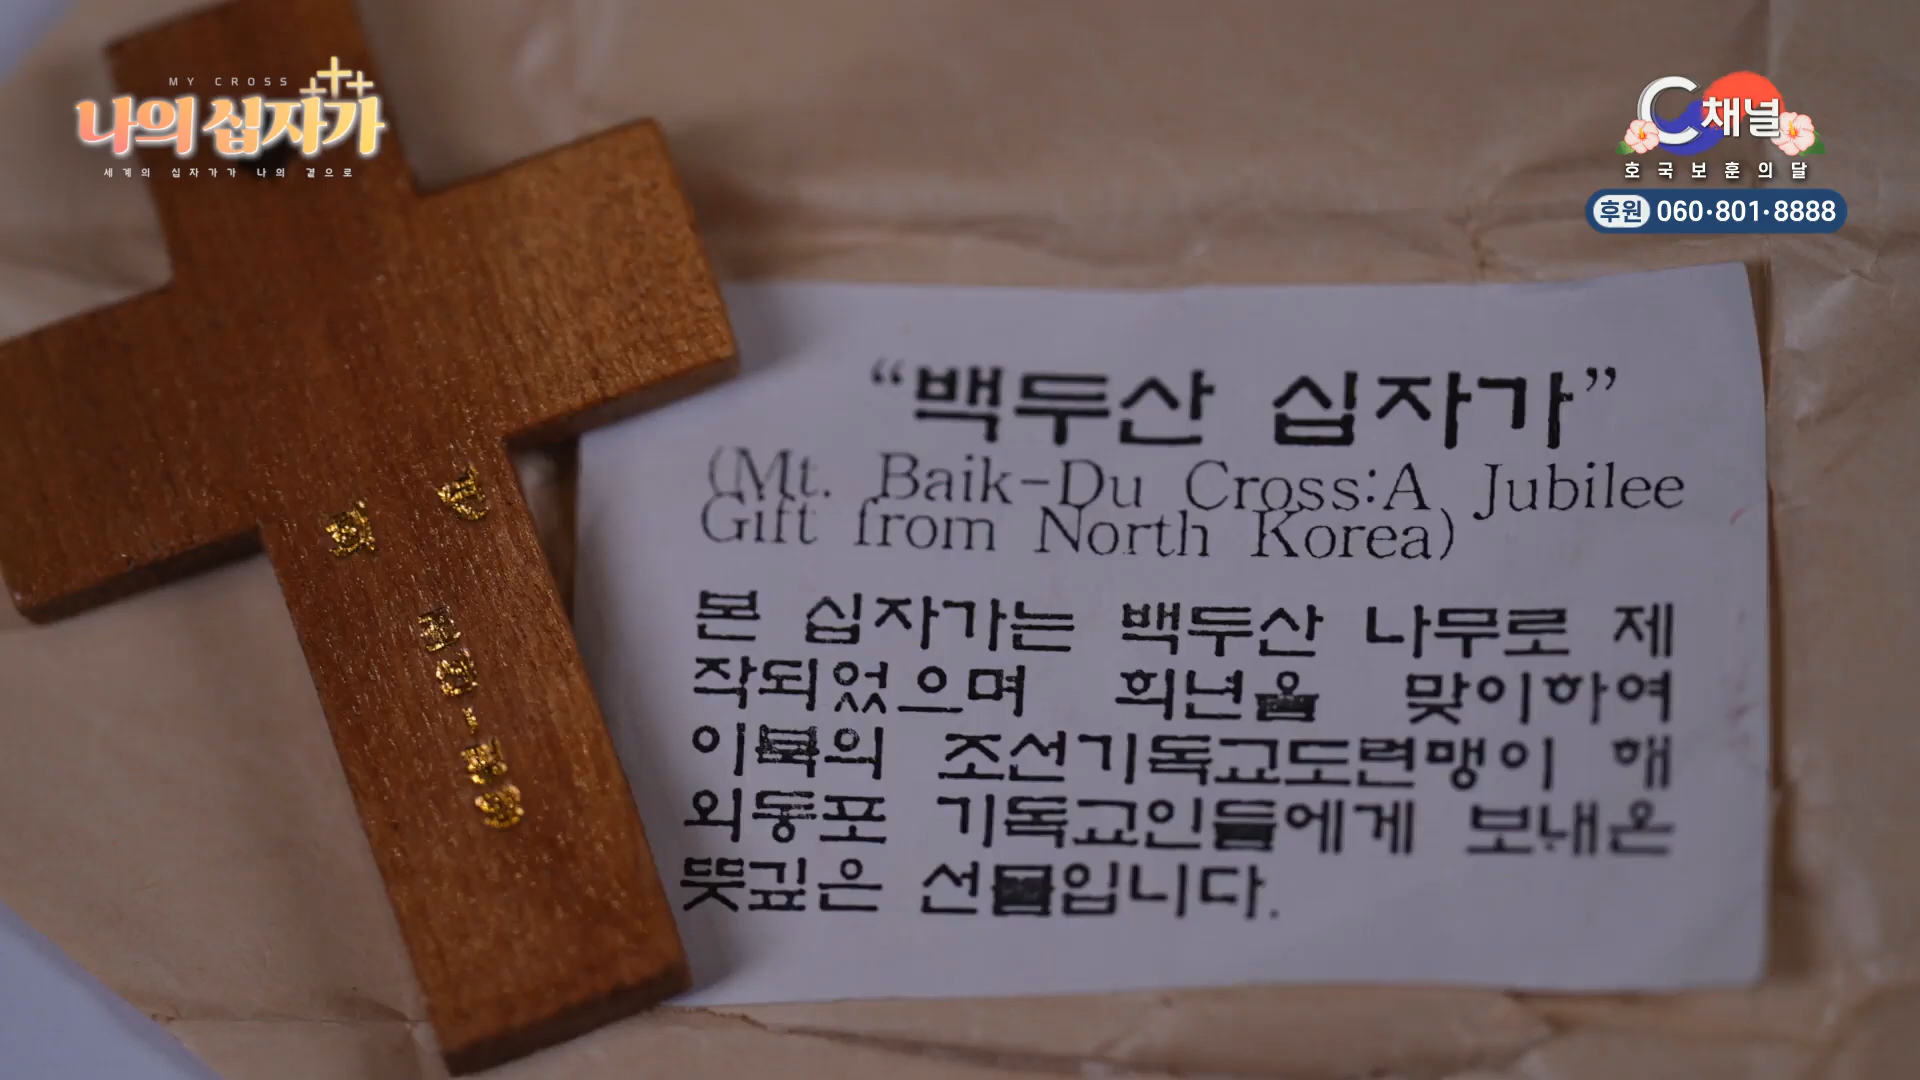 MY CROSS
나의 십자가
세계의 십자가가 나의 곁으로
C채널
호국보훈의달
후원 060·801·8888
“백두산 십자가”
(Mt. Baik-Du Cross:A Jubilee
Gift from North Korea)
본 십자가는 백두산 나무로 제
작되었으며 희년을 맞이하여
이북의 조선기독교도련맹이 해
외동포 기독교인들에게 보내온
뜻깊은 선물입니다.